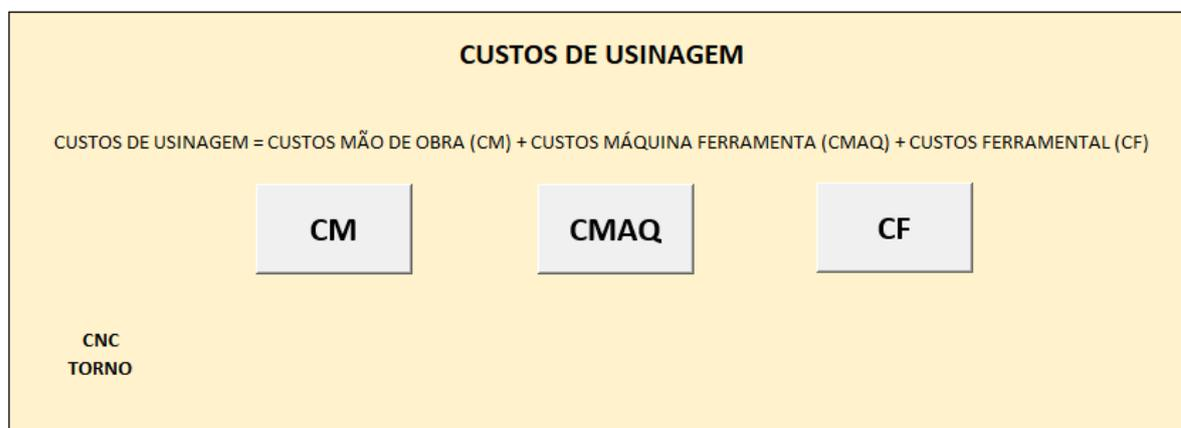 CUSTOS DE USINAGEM
CUSTOS DE USINAGEM = CUSTOS MÃO DE OBRA (CM) + CUSTOS MÁQUINA FERRAMENTA (CMAQ) + CUSTOS FERRAMENTAL (CF)
CM CMAQ CF
CNC
TORNO